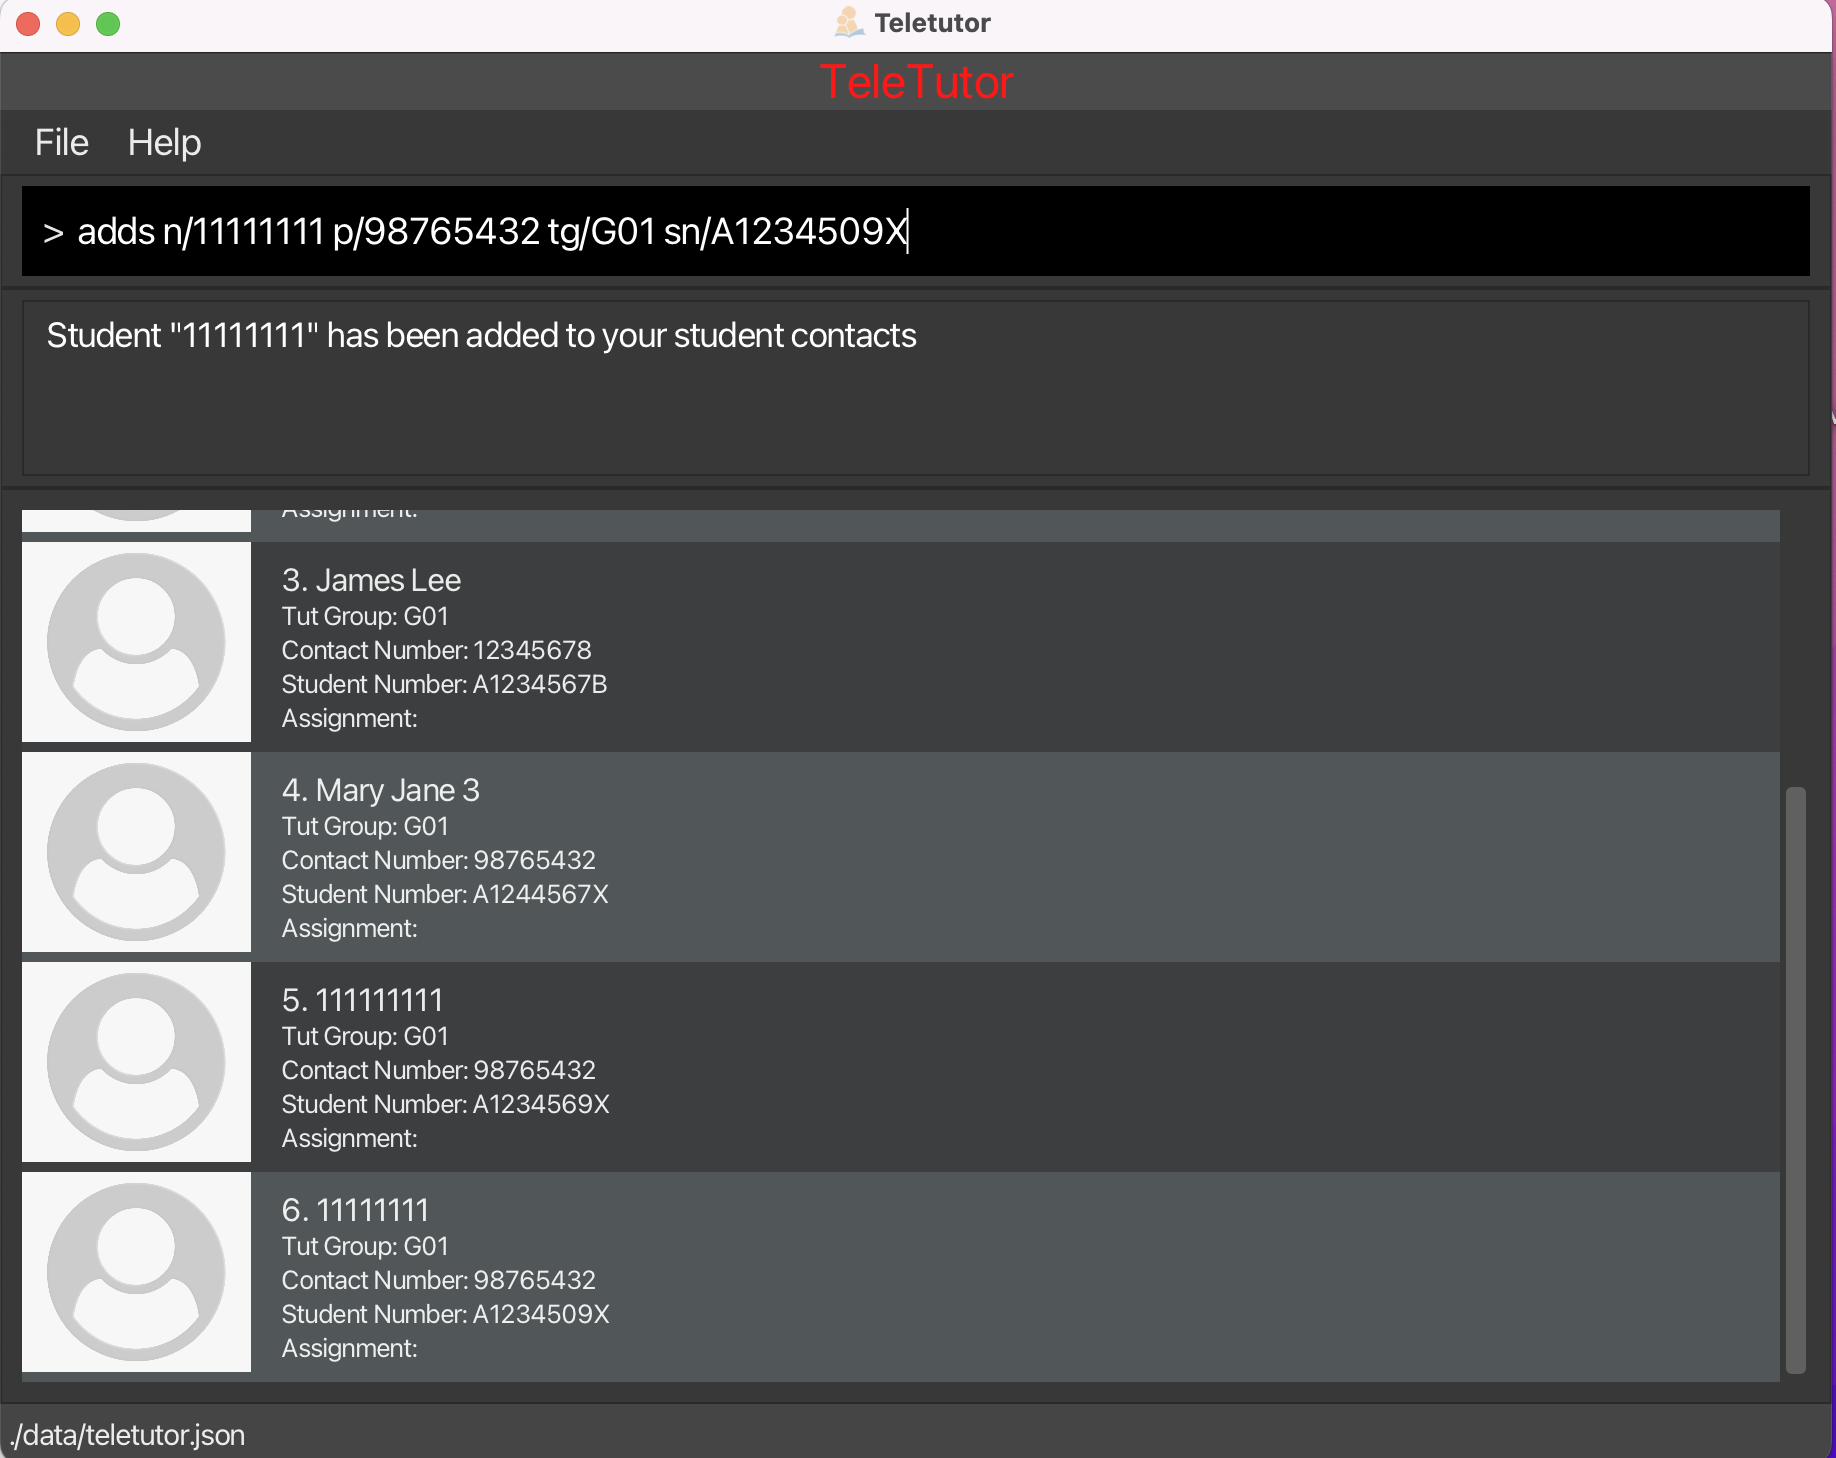 Teletutor
TeleTutor
File Help
> adds n/11111111 p/98765432 tg/G01 sn/A1234509X
Student "11111111" has been added to your student contacts
Assignment:
3. James Lee
Tut Group: G01
Contact Number: 12345678
Student Number: A1234567B
Assignment:
4. Mary Jane 3
Tut Group: G01
Contact Number: 98765432
Student Number: A1244567X
Assignment:
5. 111111111
Tut Group: G01
Contact Number: 98765432
Student Number: A1234569X
Assignment:
6. 11111111
Tut Group: G01
Contact Number: 98765432
Student Number: A1234509X
Assignment:
./data/teletutor.json